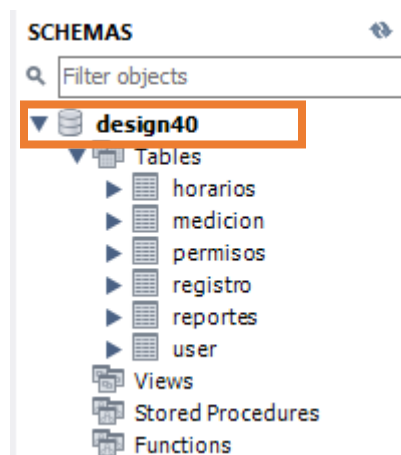 SCHEMAS
Filter objects
design40
Tables
horarios
medicion
permisos
registro
reportes
user
Views
Stored Procedures
Functions